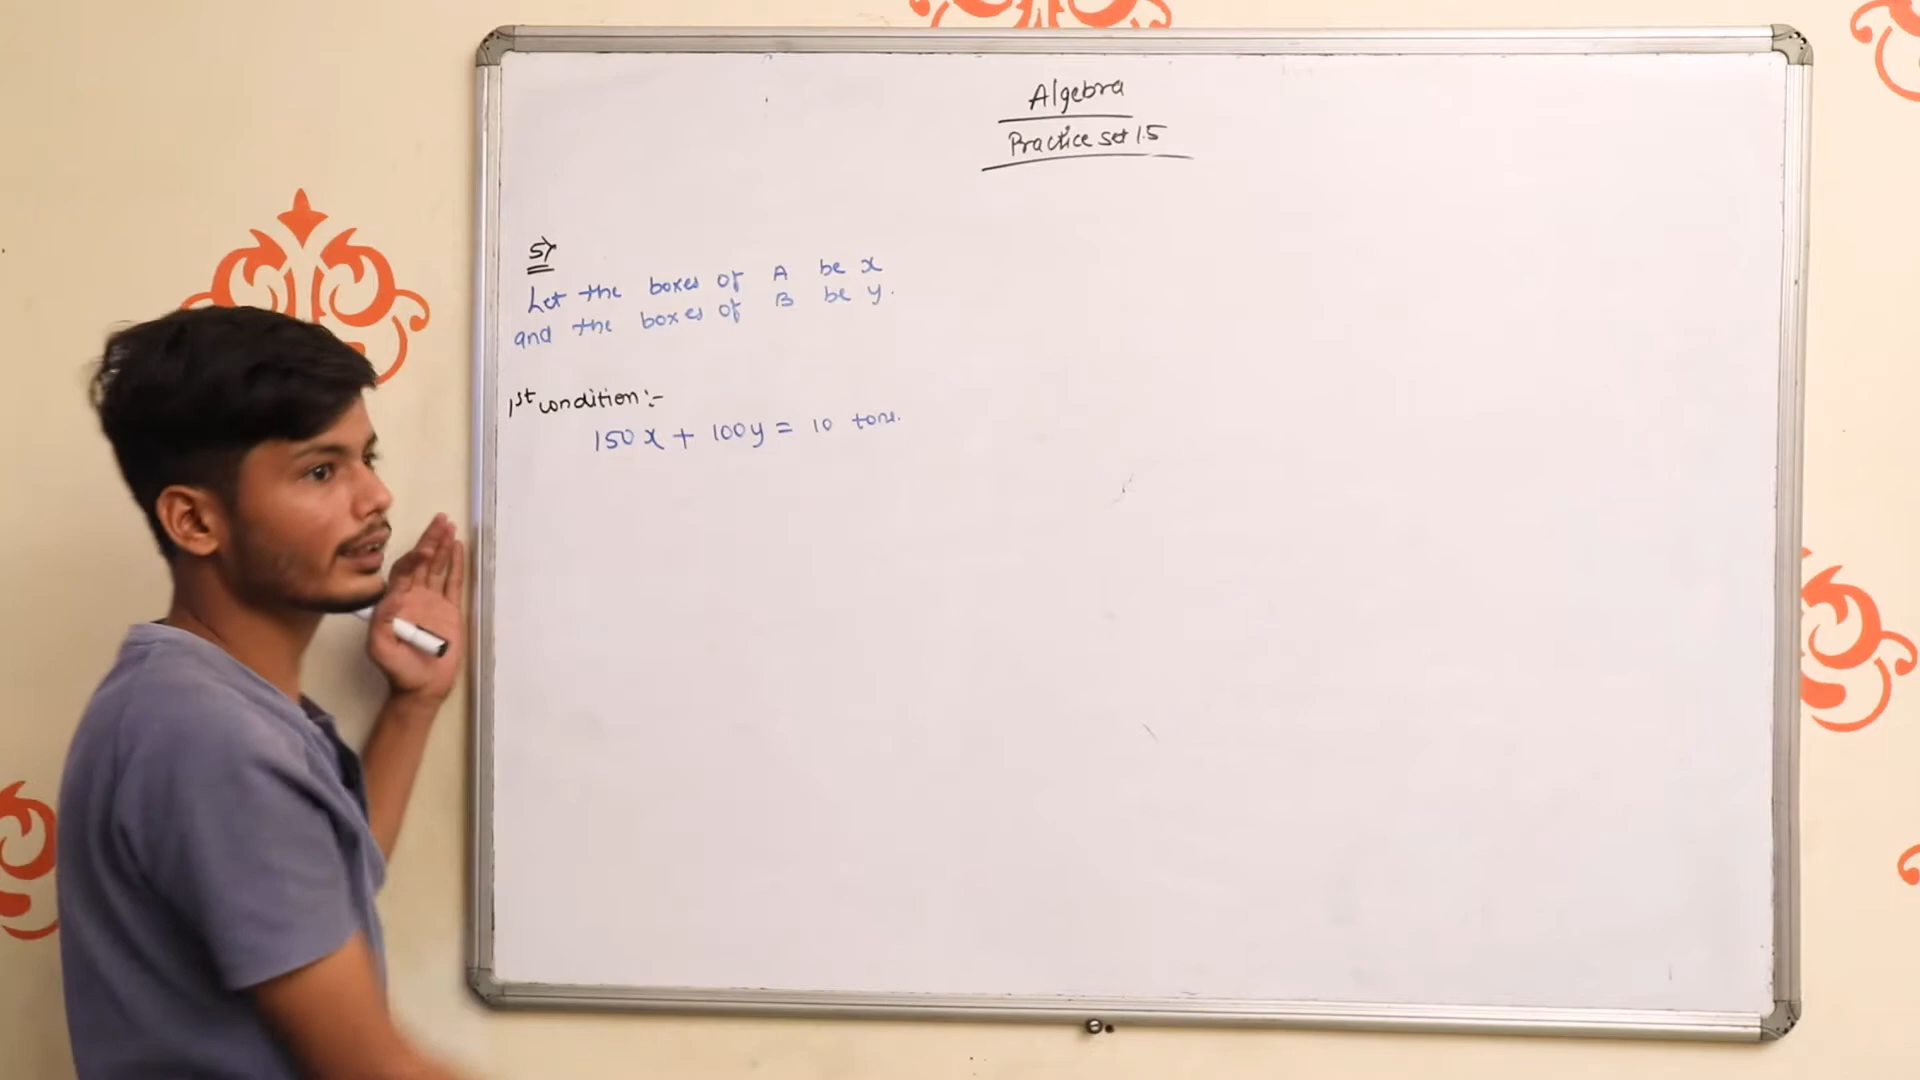 Algebra
Practice set 1.5
5)
Let the boxes of A be x
and the boxes of B be y.
1st condition:-
150x + 100y = 10 tons.